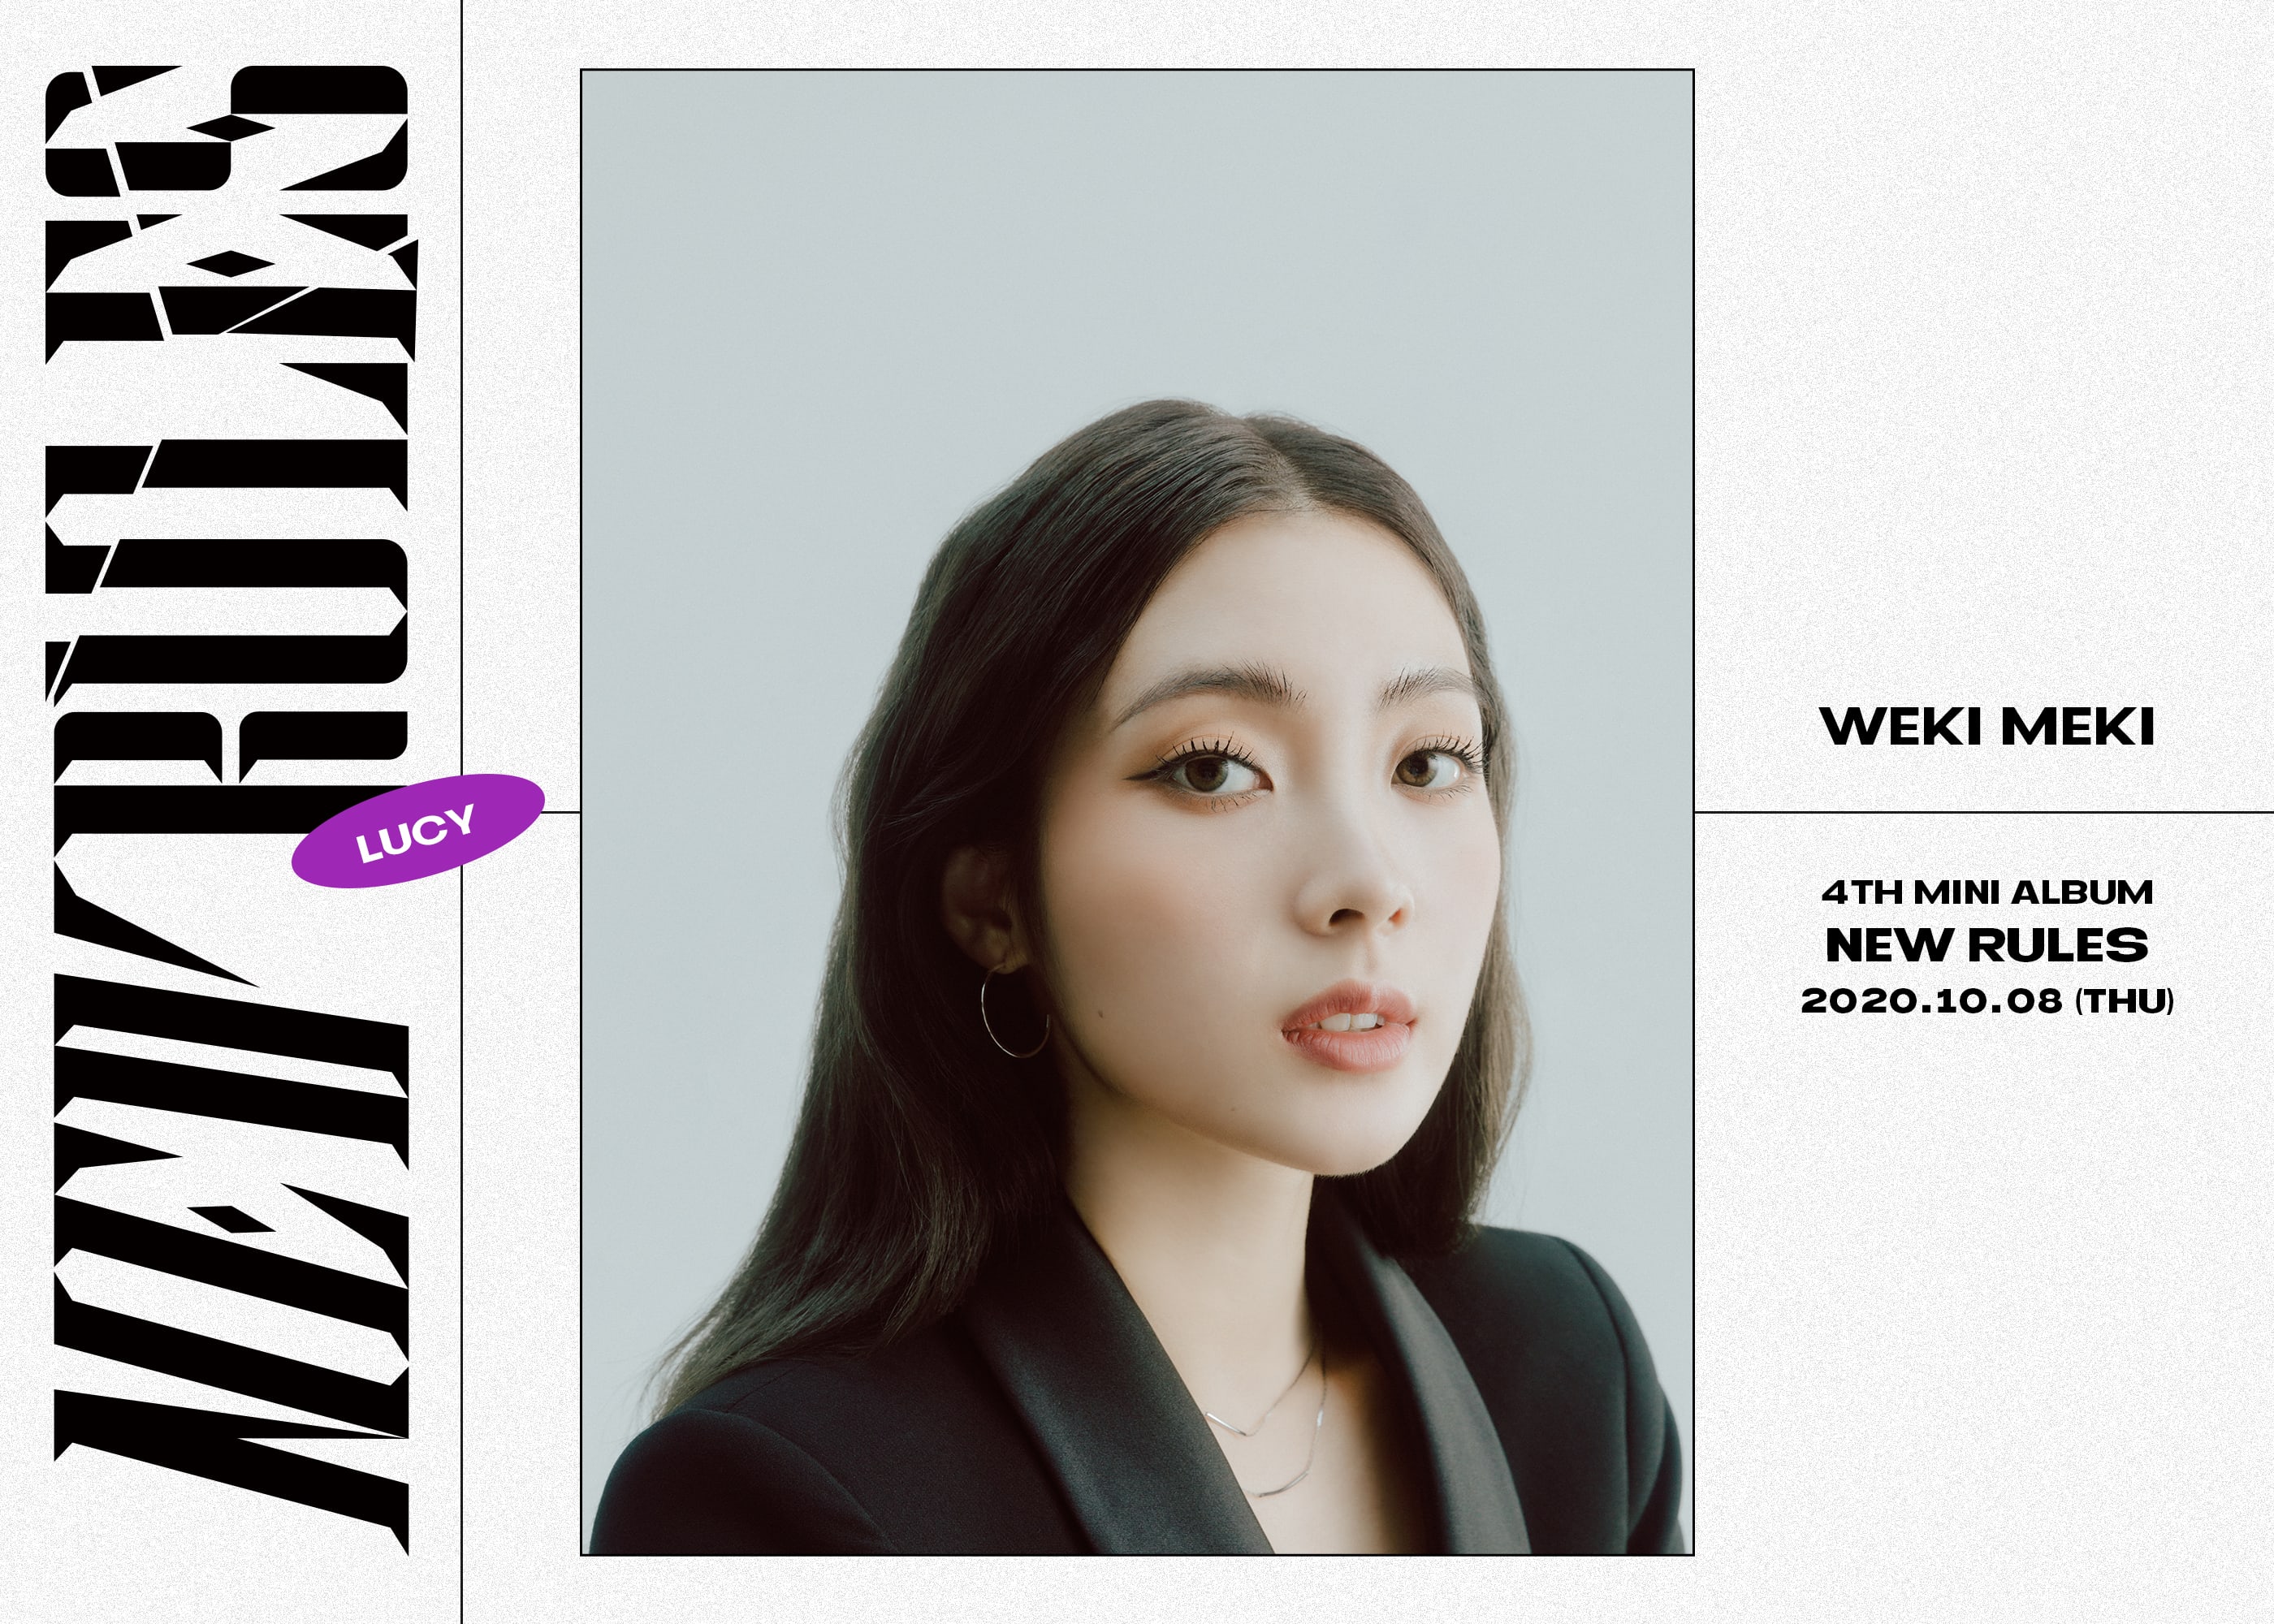 NEW RULES
LUCY
WEKI MEKI
4TH MINI ALBUM
NEW RULES
2020.10.08 (THU)